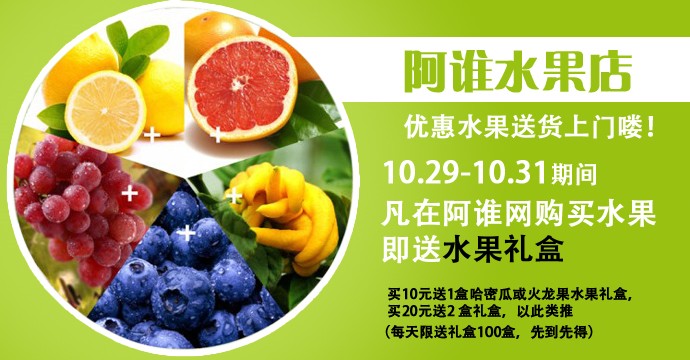 阿谁水果店
优惠水果送货上门喽！
10.29-10.31期间
凡在阿谁网购买水果
即送水果礼盒
买10元送1盒哈密瓜或火龙果水果礼盒，
买20元送2盒礼盒，以此类推
（每天限送礼盒100盒，先到先得）